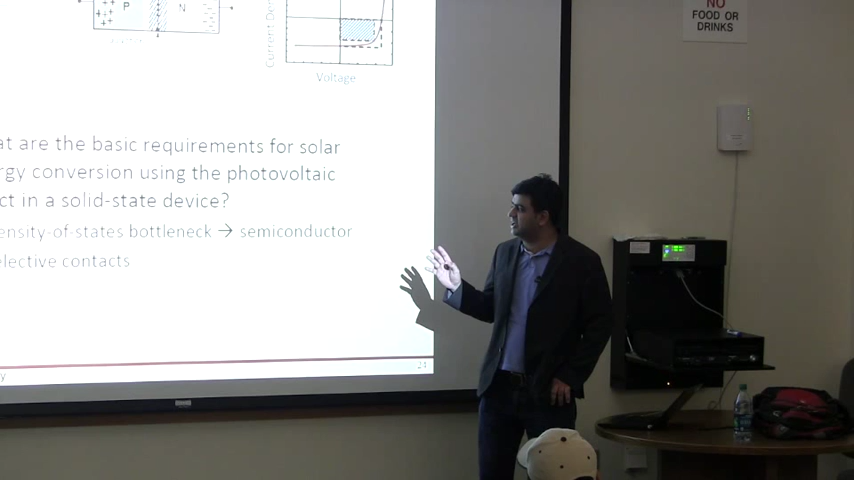 NO
FOOD OR
DRINKS
P
N
Current Den
Voltage
at are the basic requirements for solar
rgy conversion using the photovoltaic
ct in a solid-state device?
ensity-of-states bottleneck → semiconductor
elective contacts
y
24